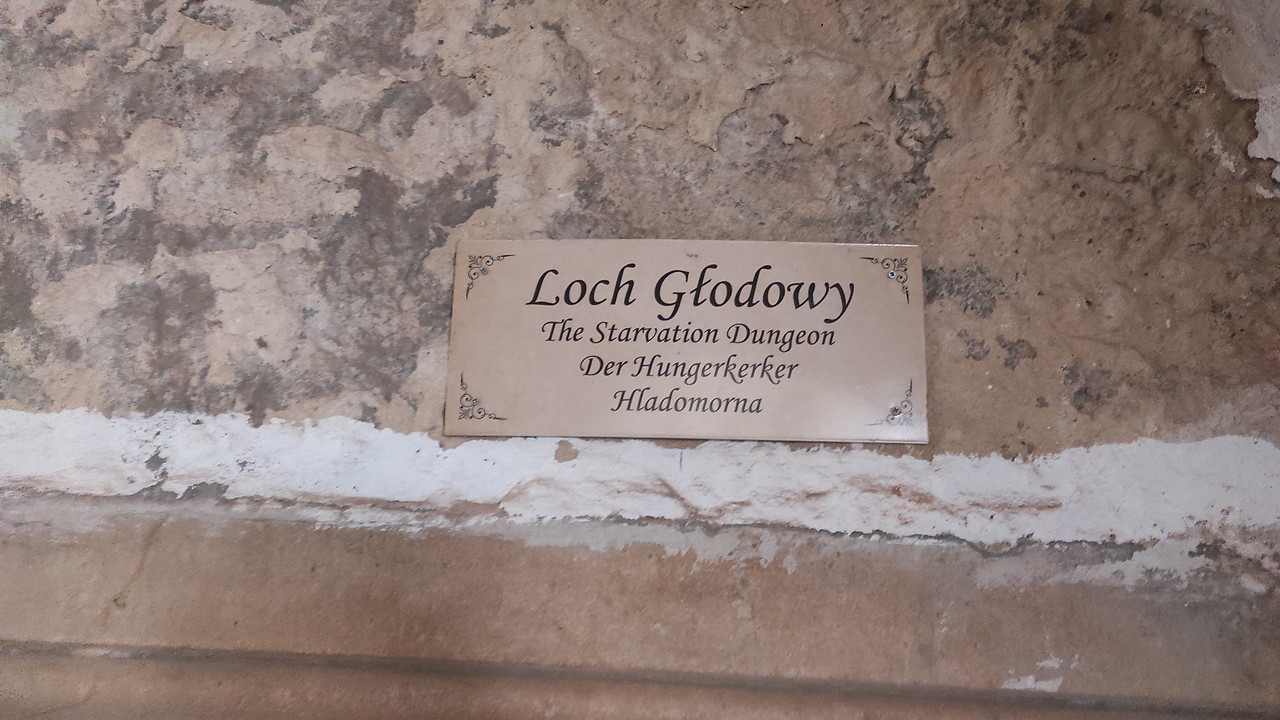 Loch Głodowy
The Starvation Dungeon
Der Hungerkerker
Hladomorna